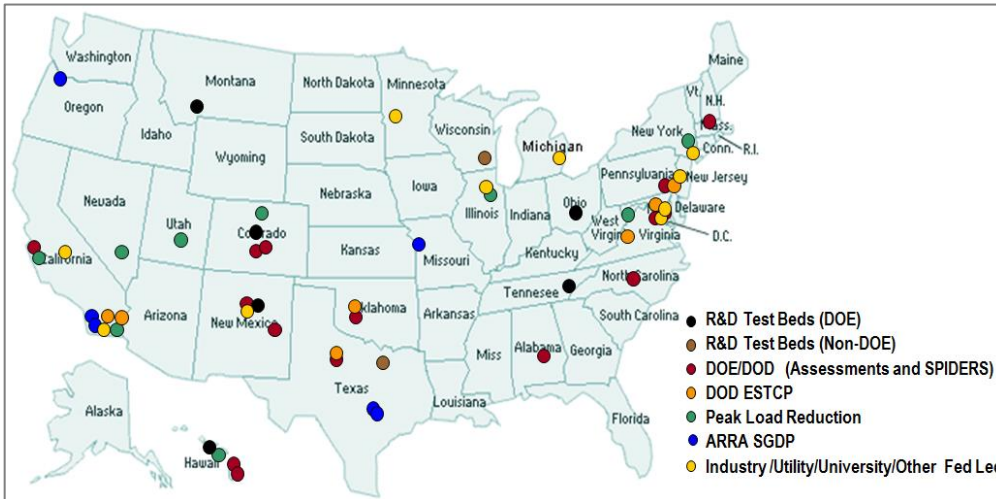 Washington
Maine
Montana
North Dakota
Minnesota
Vt.
N.H.
Oregon
Mass.
Idaho
South Dakota
Wisconsin
Michigan
New York
R.I.
Conn.
Wyoming
Iowa
Pennsylvania
New Jersey
Nebraska
Nevada
Ohio
Illinois
Indiana
Delaware
Utah
Colorado
West
Virginia
Virginia
California
Kansas
Missouri
Kentucky
D.C.
North Carolina
Tennesee
Arizona
New Mexico
Oklahoma
Arkansas
South Carolina
Miss
Alabama
Georgia
Texas
Louisiana
Florida
Alaska
Hawaii
R&D Test Beds (DOE)
R&D Test Beds (Non-DOE)
DOE/DOD (Assessments and SPIDERS)
DOD ESTCP
Peak Load Reduction
ARRA SGDP
Industry/Utility/University/Other Fed Led